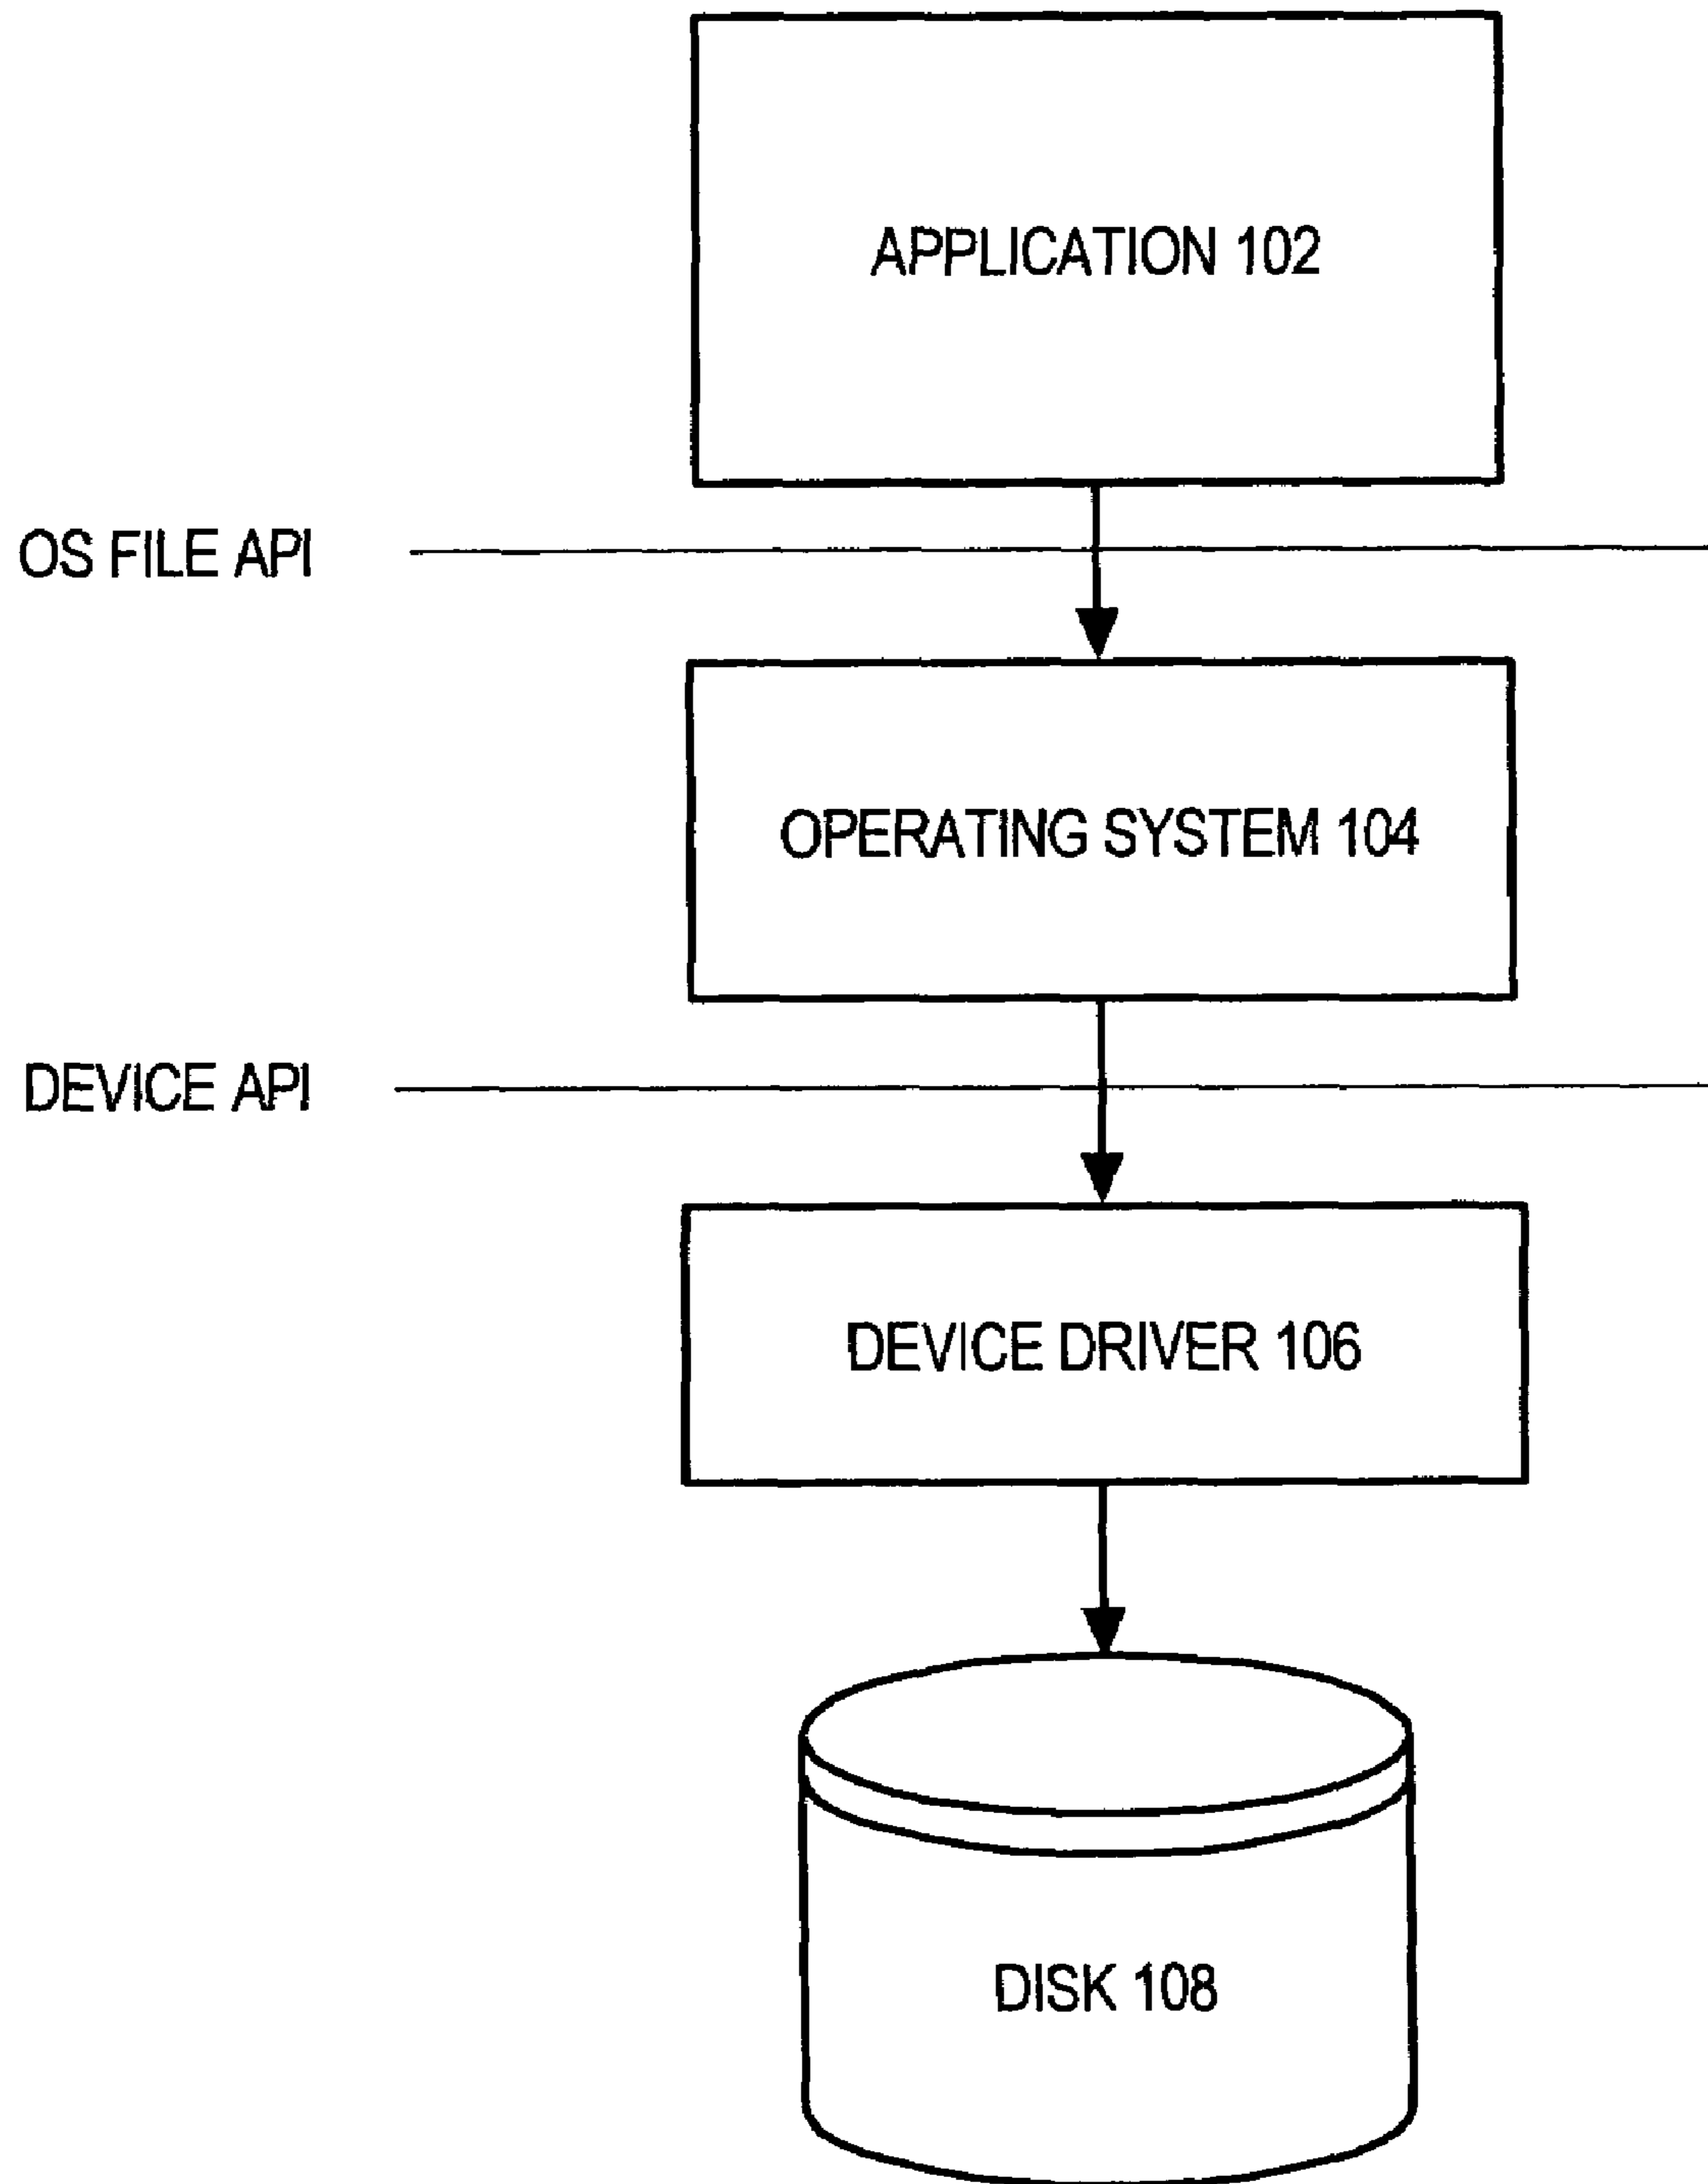 APPLICATION 102
OS FILE API
OPERATING SYSTEM 104
DEVICE API
DEVICE DRIVER 106
DISK 108